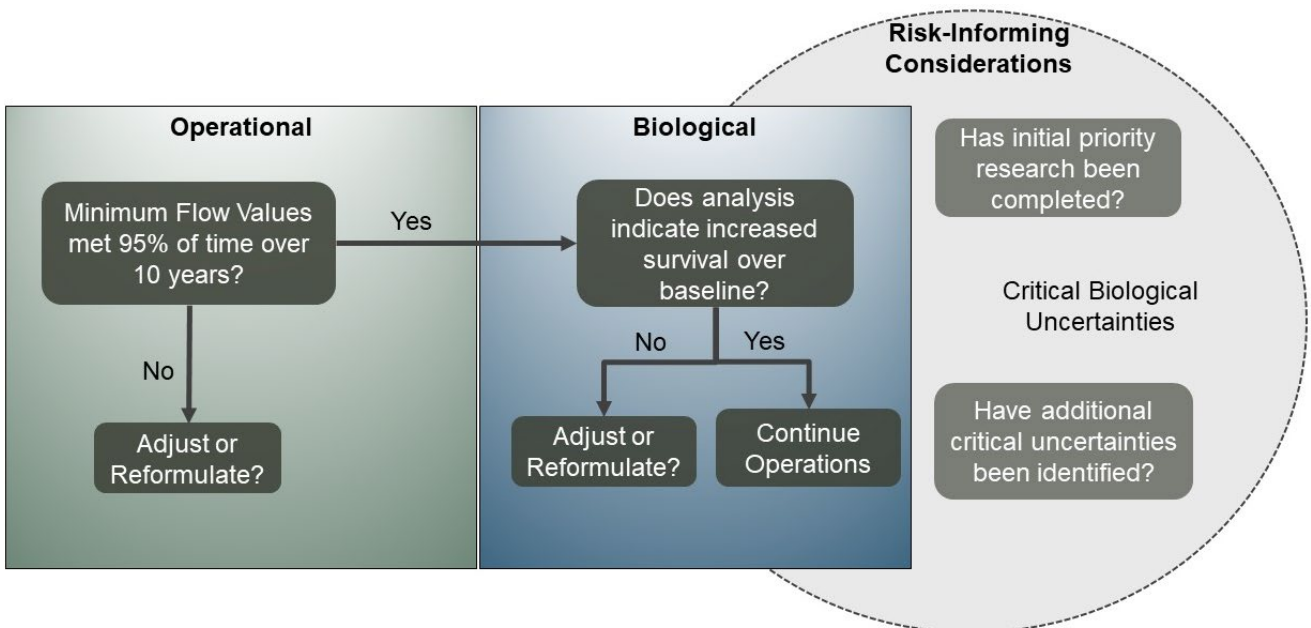 Risk-Informing
Considerations
Operational
Biological
Minimum Flow Values
met 95% of time over
10 years?
Yes
Does analysis
indicate increased
survival over
baseline?
Has initial priority
research been
completed?
Critical Biological
Uncertainties
No
No
Yes
Adjust or
Reformulate?
Adjust or
Reformulate?
Continue
Operations
Have additional
critical uncertainties
been identified?